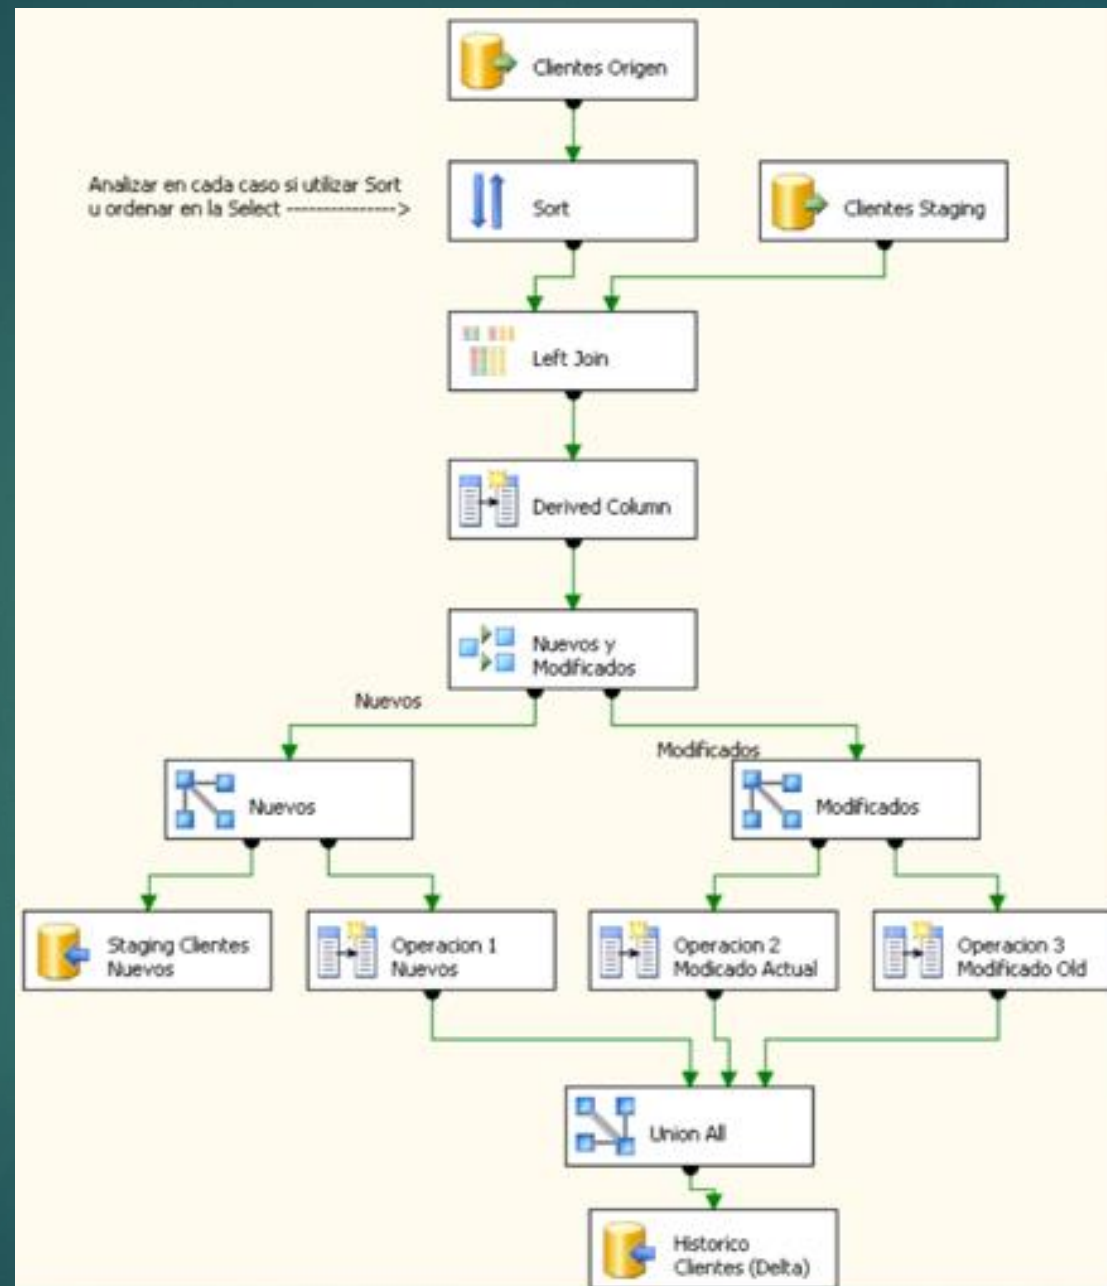 Clientes Origen
Analizar en cada caso si utilizar Sort
u ordenar en la Select ---------------->
Sort
Clientes Staging
Left Join
Derived Column
Nuevos y
Modificados
Nuevos
Modificados
Nuevos
Modificados
Staging Clientes
Nuevos
Operacion 1
Nuevos
Operacion 2
Modicado Actual
Operacion 3
Modificado Old
Union All
Historico
Clientes (Delta)